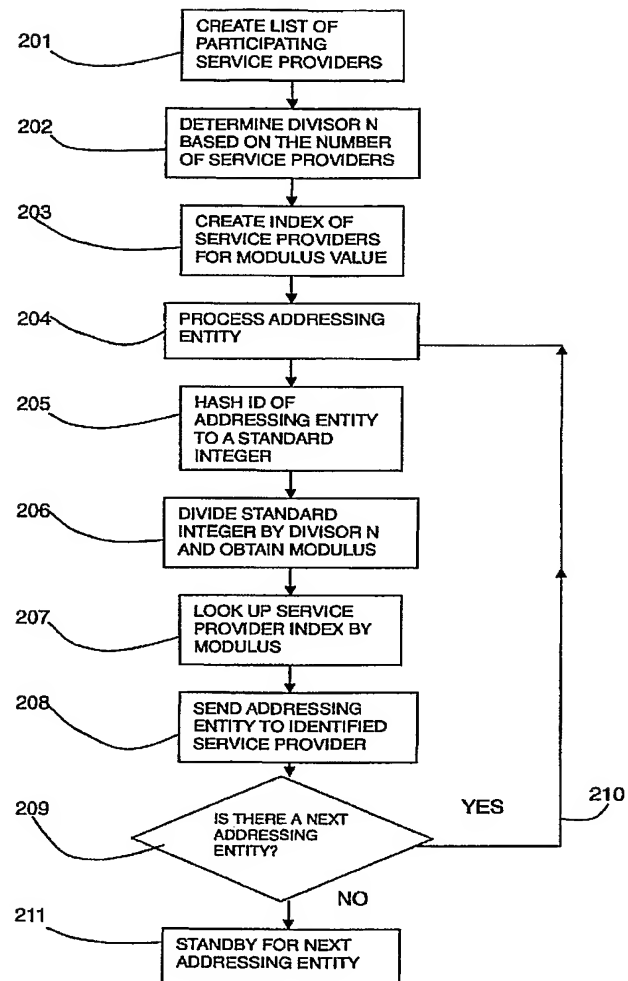 201
CREATE LIST OF
PARTICIPATING
SERVICE PROVIDERS
202
DETERMINE DIVISOR N
BASED ON THE NUMBER
OF SERVICE PROVIDERS
203
CREATE INDEX OF
SERVICE PROVIDERS
FOR MODULUS VALUE
204
PROCESS ADDRESSING
ENTITY
205
HASH ID OF
ADDRESSING ENTITY
TO A STANDARD
INTEGER
206
DIVIDE STANDARD
INTEGER BY DIVISOR N
AND OBTAIN MODULUS
207
LOOK UP SERVICE
PROVIDER INDEX BY
MODULUS
208
SEND ADDRESSING
ENTITY TO IDENTIFIED
SERVICE PROVIDER
209
IS THERE A NEXT
ADDRESSING
ENTITY?
YES
210
NO
211
STANDBY FOR NEXT
ADDRESSING ENTITY